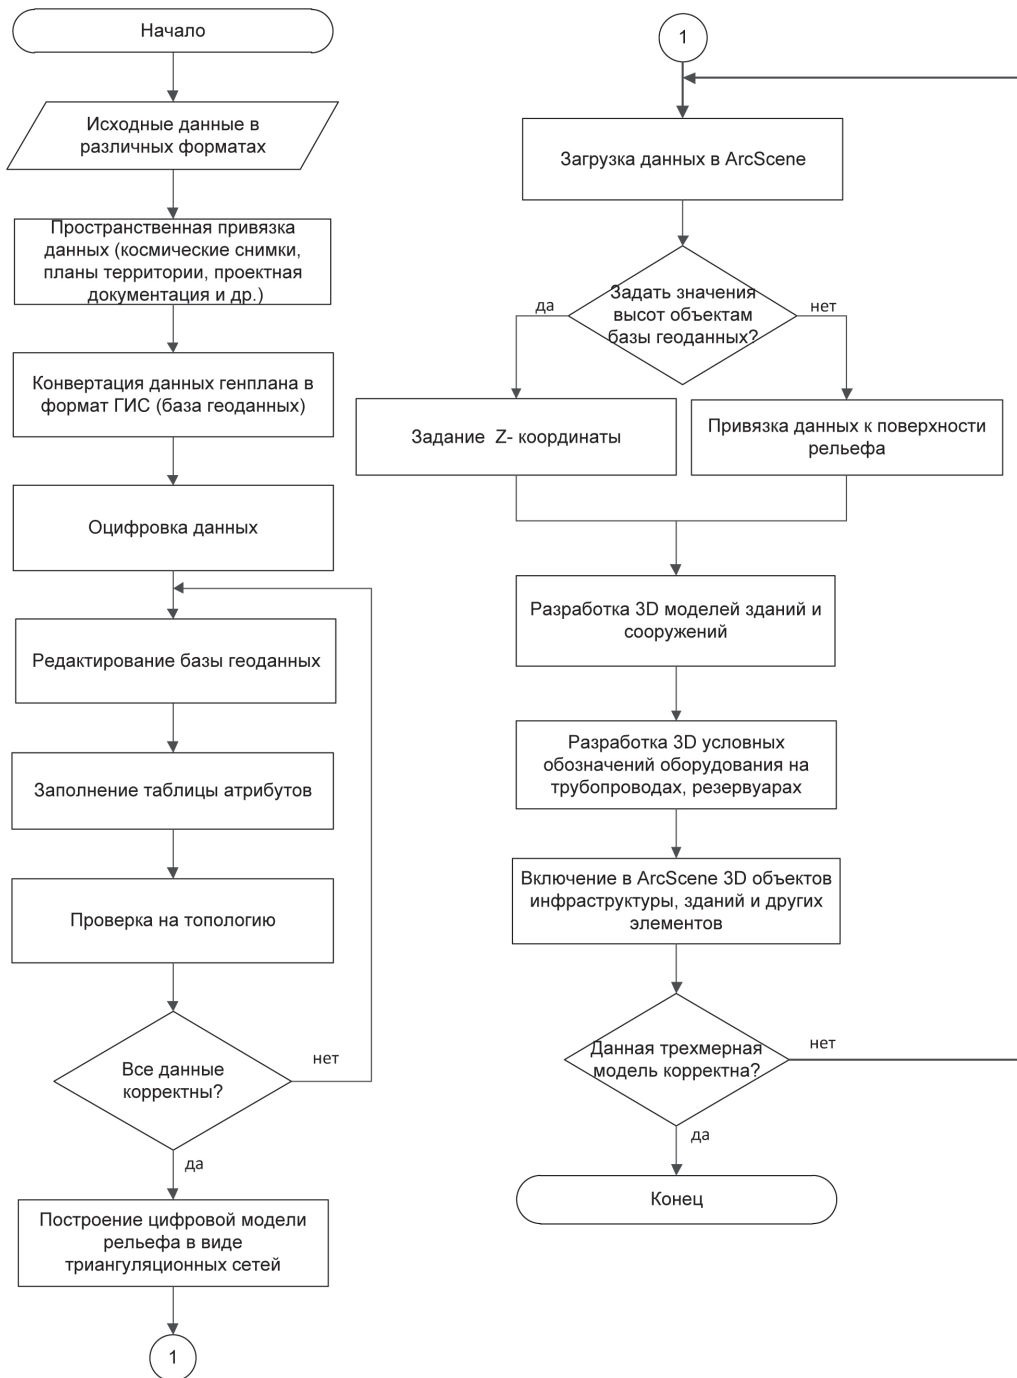 Начало
Исходные данные в
различных форматах
Пространственная привязка
данных (космические снимки,
планы территории, проектная
документация и др.)
Конвертация данных генплана в
формат ГИС (база геоданных)
Оцифровка данных
Редактирование базы геоданных
Заполнение таблицы атрибутов
Проверка на топологию
Все данные
корректны?
нет
да
Построение цифровой модели
рельефа в виде
триангуляционных сетей
1
1
Загрузка данных в ArcScene
Задать значения
высот объектам
базы геоданных?
да
нет
Задание Z- координаты
Привязка данных к поверхности
рельефа
Разработка 3D моделей зданий и
сооружений
Разработка 3D условных
обозначений оборудования на
трубопроводах, резервуарах
Включение в ArcScene 3D объектов
инфраструктуры, зданий и других
элементов
Данная трехмерная
модель корректна?
нет
да
Конец